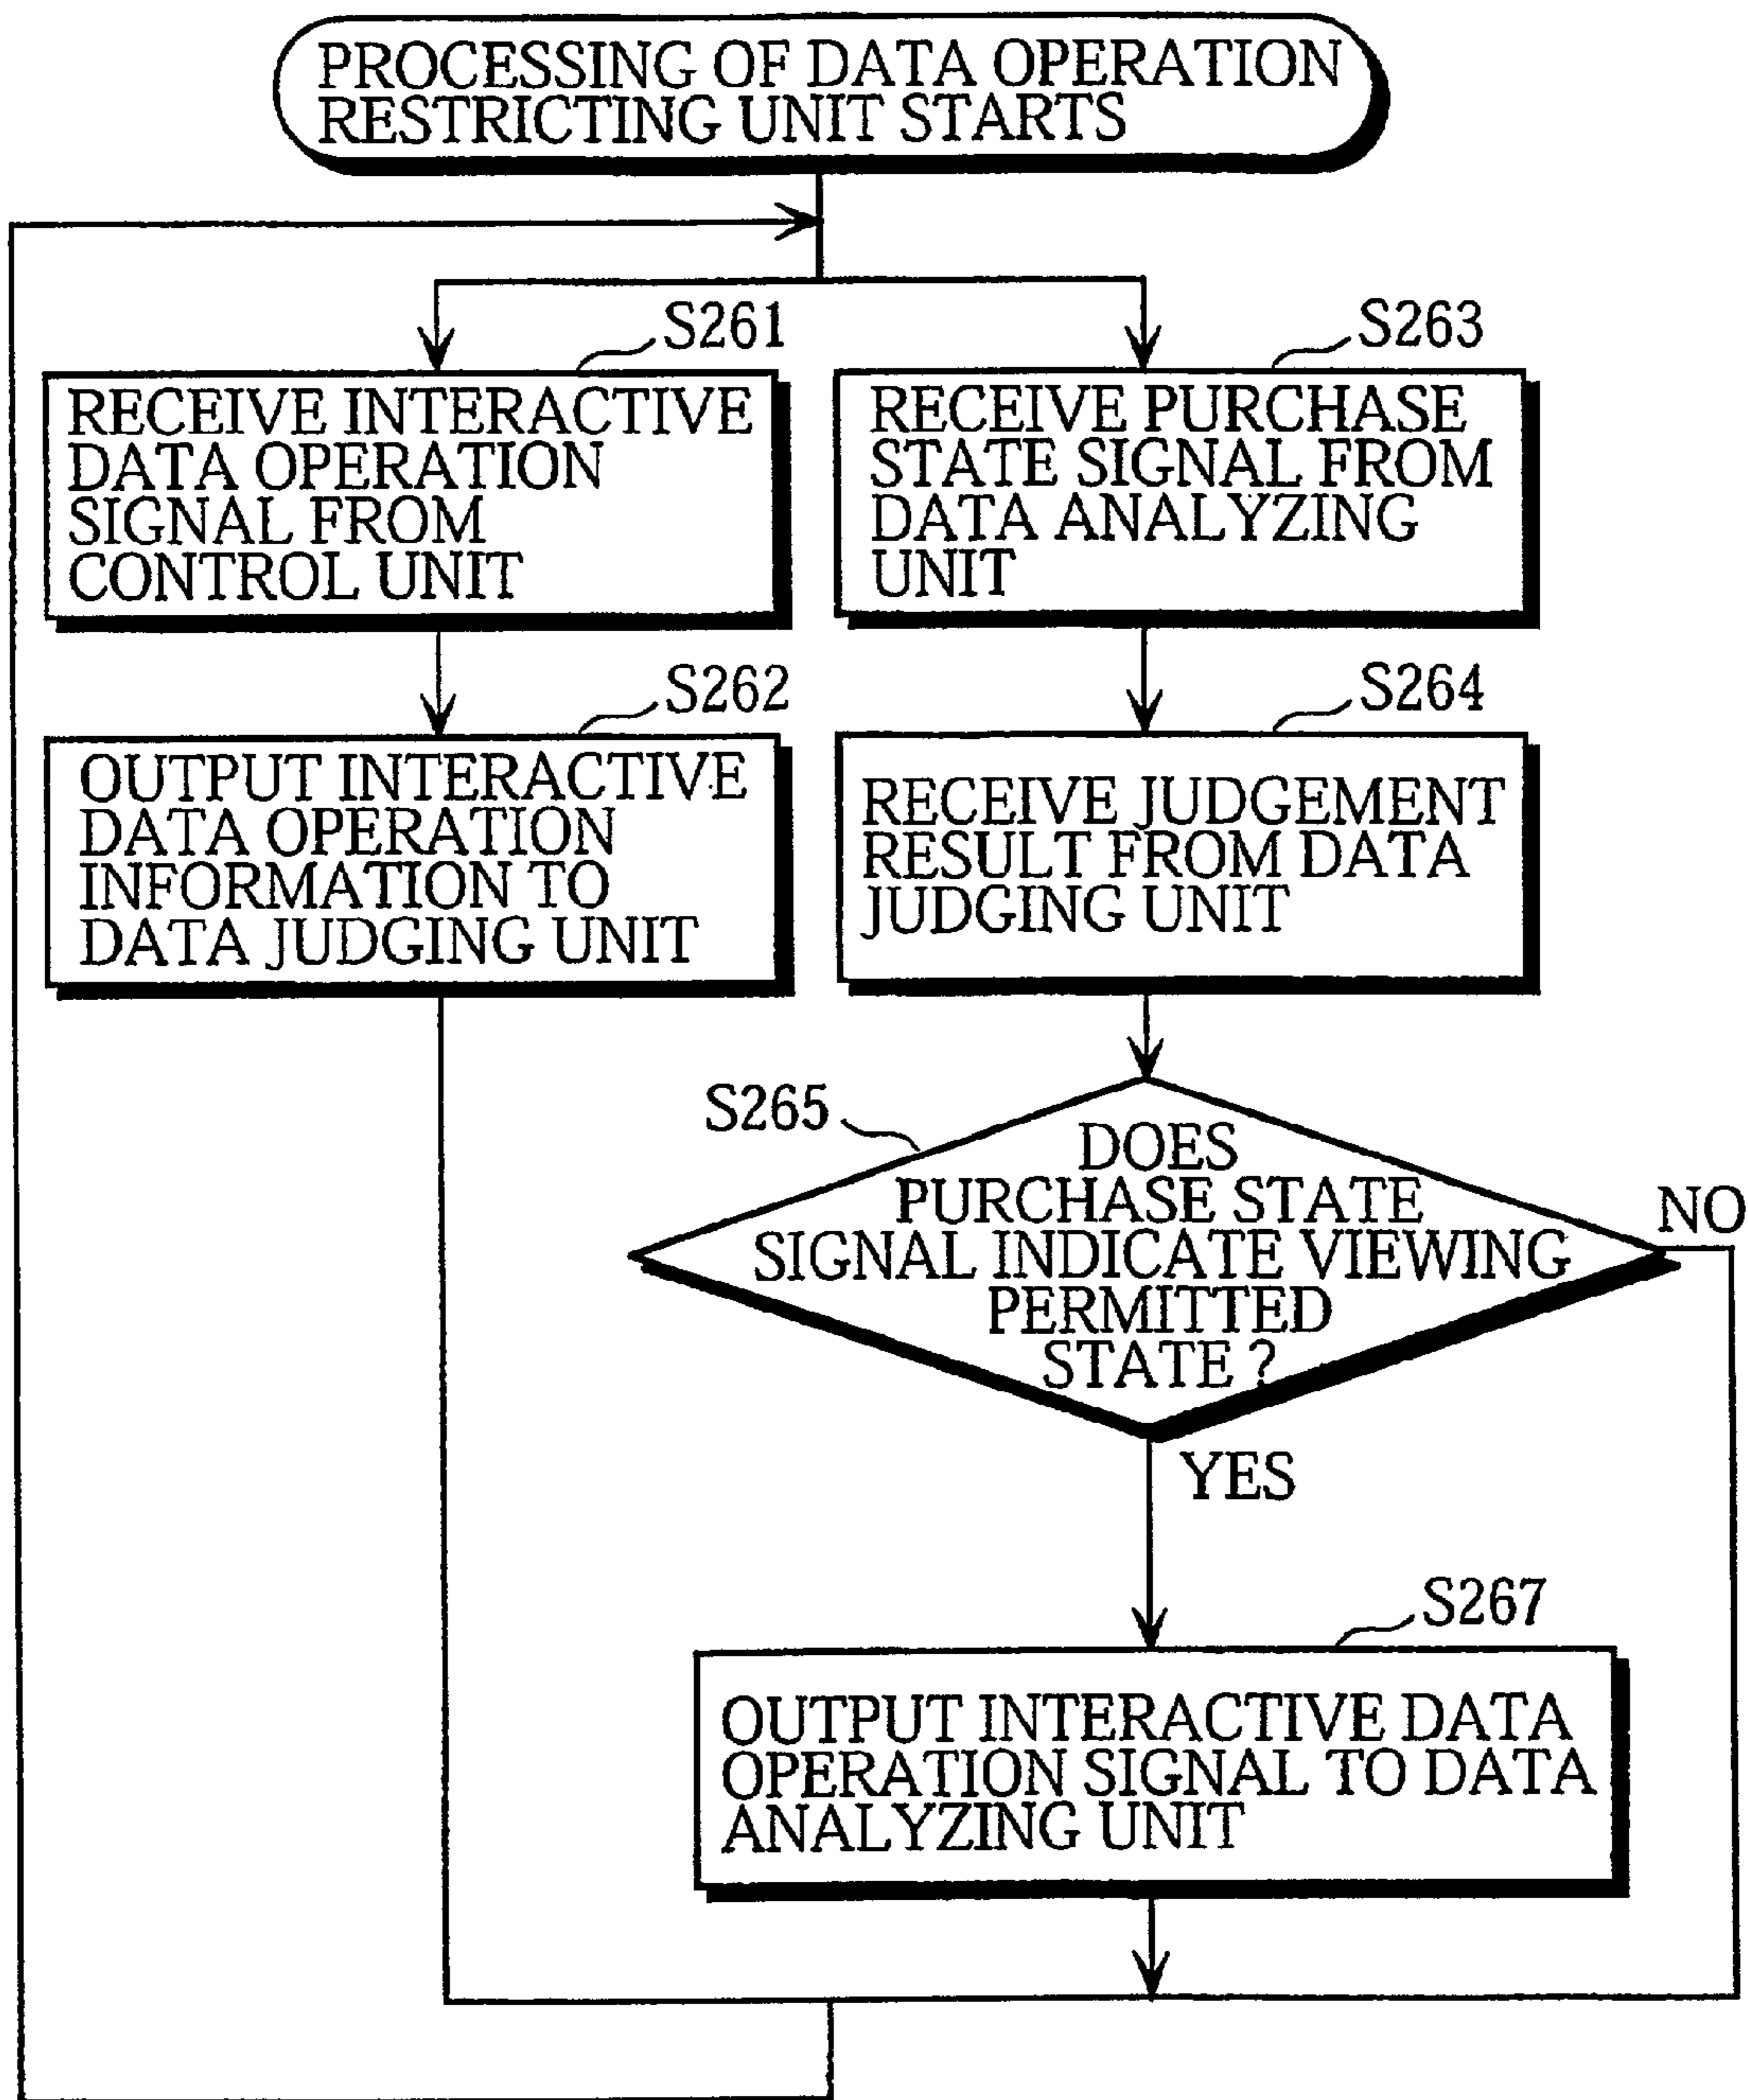 PROCESSING OF DATA OPERATION
RESTRICTING UNIT STARTS
S261
RECEIVE INTERACTIVE
DATA OPERATION
SIGNAL FROM
CONTROL UNIT
S262
OUTPUT INTERACTIVE
DATA OPERATION
INFORMATION TO
DATA JUDGING UNIT
S263
RECEIVE PURCHASE
STATE SIGNAL FROM
DATA ANALYZING
UNIT
S264
RECEIVE JUDGEMENT
RESULT FROM DATA
JUDGING UNIT
S265
DOES
PURCHASE STATE
SIGNAL INDICATE VIEWING
PERMITTED
STATE ?
NO
YES
S267
OUTPUT INTERACTIVE DATA
OPERATION SIGNAL TO DATA
ANALYZING UNIT